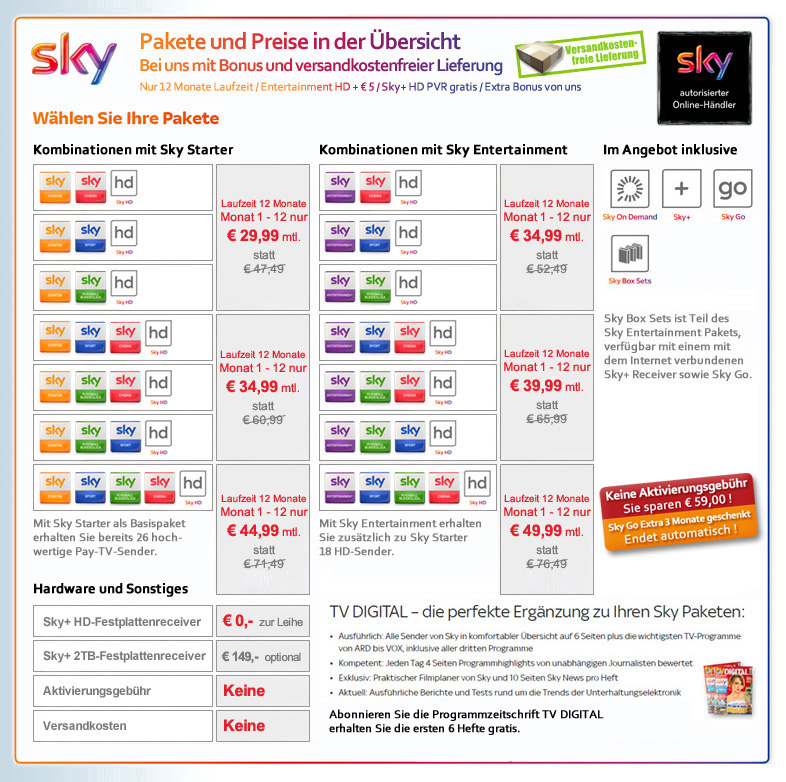 sky
Pakete und Preise in der Übersicht
Bei uns mit Bonus und versandkostenfreier Lieferung
Nur 12 Monate Laufzeit / Entertainment HD + € 5 / Sky+ HD PVR gratis / Extra Bonus von uns
Versandkosten-
freie Lieferung
sky
autorisierter
Online-Händler
Wählen Sie Ihre Pakete
Kombinationen mit Sky Starter
sky STARTER sky CINEMA hd Sky HD
sky STARTER sky SPORT hd Sky HD
sky STARTER sky FUSSBALL BUNDESLIGA hd Sky HD
Laufzeit 12 Monate
Monat 1 - 12 nur
€ 29,99 mtl.
statt
€ 47,49
sky STARTER sky SPORT sky CINEMA hd Sky HD
sky STARTER sky FUSSBALL BUNDESLIGA sky CINEMA hd Sky HD
sky STARTER sky FUSSBALL BUNDESLIGA sky SPORT hd Sky HD
Laufzeit 12 Monate
Monat 1 - 12 nur
€ 34,99 mtl.
statt
€ 60,99
sky STARTER sky SPORT sky FUSSBALL BUNDESLIGA sky CINEMA hd Sky HD
Laufzeit 12 Monate
Monat 1 - 12 nur
€ 44,99 mtl.
statt
€ 71,49
Mit Sky Starter als Basispaket
erhalten Sie bereits 26 hoch-
wertige Pay-TV-Sender.
Kombinationen mit Sky Entertainment
sky ENTERTAINMENT sky CINEMA hd Sky HD
sky ENTERTAINMENT sky SPORT hd Sky HD
sky ENTERTAINMENT sky FUSSBALL BUNDESLIGA hd Sky HD
Laufzeit 12 Monate
Monat 1 - 12 nur
€ 34,99 mtl.
statt
€ 52,49
sky ENTERTAINMENT sky SPORT sky CINEMA hd Sky HD
sky ENTERTAINMENT sky FUSSBALL BUNDESLIGA sky CINEMA hd Sky HD
sky ENTERTAINMENT sky FUSSBALL BUNDESLIGA sky SPORT hd Sky HD
Laufzeit 12 Monate
Monat 1 - 12 nur
€ 39,99 mtl.
statt
€ 65,99
sky ENTERTAINMENT sky SPORT sky FUSSBALL BUNDESLIGA sky CINEMA hd Sky HD
Laufzeit 12 Monate
Monat 1 - 12 nur
€ 49,99 mtl.
statt
€ 76,49
Mit Sky Entertainment erhalten
Sie zusätzlich zu Sky Starter
18 HD-Sender.
Im Angebot inklusive
+ go
Sky On Demand Sky+ Sky Go
Sky Box Sets
Sky Box Sets ist Teil des
Sky Entertainment Pakets,
verfügbar mit einem mit
dem Internet verbundenen
Sky+ Receiver sowie Sky Go.
Keine Aktivierungsgebühr
Sie sparen € 59,00 !
Sky Go Extra 3 Monate geschenkt
Endet automatisch !
Hardware und Sonstiges
Sky+ HD-Festplattenreceiver € 0,- zur Leihe
Sky+ 2TB-Festplattenreceiver € 149,- optional
Aktivierungsgebühr Keine
Versandkosten Keine
TV DIGITAL – die perfekte Ergänzung zu Ihren Sky Paketen:
• Ausführlich: Alle Sender von Sky in komfortabler Übersicht auf 6 Seiten plus die wichtigsten TV-Programme
von ARD bis VOX, inklusive aller dritten Programme
• Kompetent: Jeden Tag 4 Seiten Programmhighlights von unabhängigen Journalisten bewertet
• Exklusiv: Praktischer Filmplaner von Sky und 10 Seiten Sky News pro Heft
• Aktuell: Ausführliche Berichte und Tests rund um die Trends der Unterhaltungselektronik
Abonnieren Sie die Programmzeitschrift TV DIGITAL
erhalten Sie die ersten 6 Hefte gratis.
DIGITAL